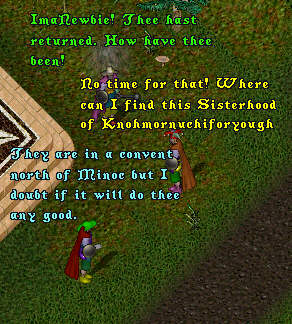 ImaNewbie! Thee hast
returned. How have thee
been!
No time for that! Where
can I find this Sisterhood
of Knohmornuchiforyough
They are in a convent
north of Minoc but I
doubt if it will do thee
any good.